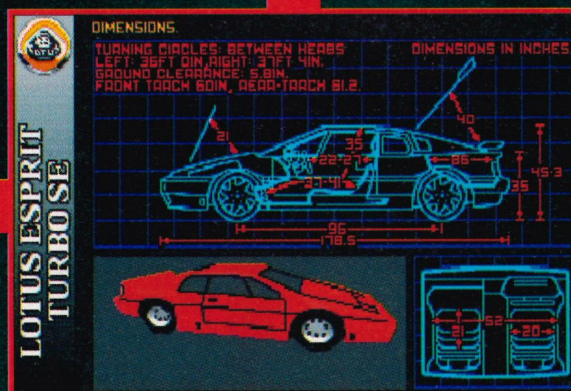 LOTUS
LOTUS ESPRIT
TURBO SE
DIMENSIONS.
TURNING CIRCLES: BETWEEN KERBS
LEFT: 36FT 0IN, RIGHT: 37FT 4IN.
GROUND CLEARANCE: 5.8IN.
FRONT TRACK 60IN, REAR-TRACK 61.2.
DIMENSIONS IN INCHES
21
40
35
22-27
37-41
86
35
45·3
96
178.5
21
52
20